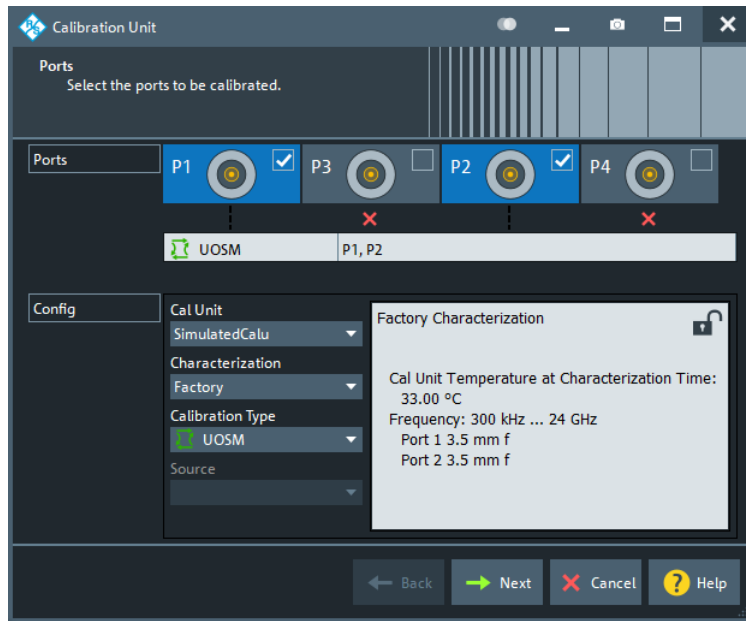 Calibration Unit
Ports
Select the ports to be calibrated.
Ports
P1
P3
P2
P4
UOSM
P1, P2
Config
Cal Unit
SimulatedCalu
Characterization
Factory
Calibration Type
UOSM
Source
Factory Characterization
Cal Unit Temperature at Characterization Time:
33.00 °C
Frequency: 300 kHz ... 24 GHz
Port 1 3.5 mm f
Port 2 3.5 mm f
Back
Next
Cancel
? Help